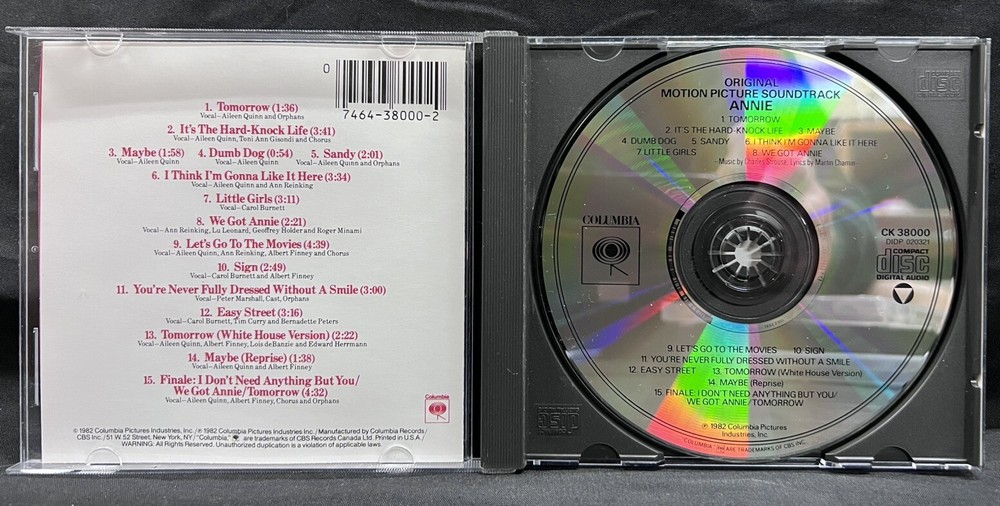 0
7464-38000-2
1. Tomorrow (1:36)
Vocal—Aileen Quinn and Orphans
2. It's The Hard-Knock Life (3:41)
Vocal—Aileen Quinn, Toni Ann Gisondi and Chorus
3. Maybe (1:58) 4. Dumb Dog (0:54) 5. Sandy (2:01)
Vocal—Aileen Quinn Vocal—Aileen Quinn Vocal—Aileen Quinn and Orphans
6. I Think I'm Gonna Like It Here (3:34)
Vocal—Aileen Quinn and Ann Reinking
7. Little Girls (3:11)
Vocal—Carol Burnett
8. We Got Annie (2:21)
Vocal—Ann Reinking, Lu Leonard, Geoffrey Holder and Roger Minami
9. Let's Go To The Movies (4:39)
Vocal—Aileen Quinn, Ann Reinking, Albert Finney and Chorus
10. Sign (2:49)
Vocal—Carol Burnett and Albert Finney
11. You're Never Fully Dressed Without A Smile (3:00)
Vocal—Peter Marshall, Cast, Orphans
12. Easy Street (3:16)
Vocal—Carol Burnett, Tim Curry and Bernadette Peters
13. Tomorrow (White House Version) (2:22)
Vocal—Aileen Quinn, Albert Finney, Lois deBanzie and Edward Herrmann
14. Maybe (Reprise) (1:38)
Vocal—Aileen Quinn and Albert Finney
15. Finale: I Don't Need Anything But You/
We Got Annie/Tomorrow (4:32)
Vocal—Aileen Quinn, Albert Finney, Chorus and Orphans
Columbia
© 1982 Columbia Pictures Industries, Inc./℗ 1982 Columbia Pictures Industries Inc./Manufactured by Columbia Records/
CBS Inc./51 W 52 Street, New York, NY/"Columbia," are trademarks of CBS Records Canada Ltd. Printed in U.S.A./
WARNING: All Rights Reserved. Unauthorized duplication is a violation of applicable laws.
ORIGINAL
MOTION PICTURE SOUNDTRACK
ANNIE
1. TOMORROW
2. IT'S THE HARD-KNOCK LIFE 3. MAYBE
4. DUMB DOG 5. SANDY 6. I THINK I'M GONNA LIKE IT HERE
7. LITTLE GIRLS 8. WE GOT ANNIE
—Music by Charles Strouse, Lyrics by Martin Charnin—
COLUMBIA
CK 38000
DIDP 020321
COMPACT
disc
DIGITAL AUDIO
9. LET'S GO TO THE MOVIES 10. SIGN
11. YOU'RE NEVER FULLY DRESSED WITHOUT A SMILE
12. EASY STREET 13. TOMORROW (White House Version)
14. MAYBE (Reprise)
15. FINALE: I DON'T NEED ANYTHING BUT YOU/
WE GOT ANNIE/TOMORROW
℗ 1982 Columbia Pictures
Industries, Inc.
"COLUMBIA," ARE TRADEMARKS OF CBS INC.